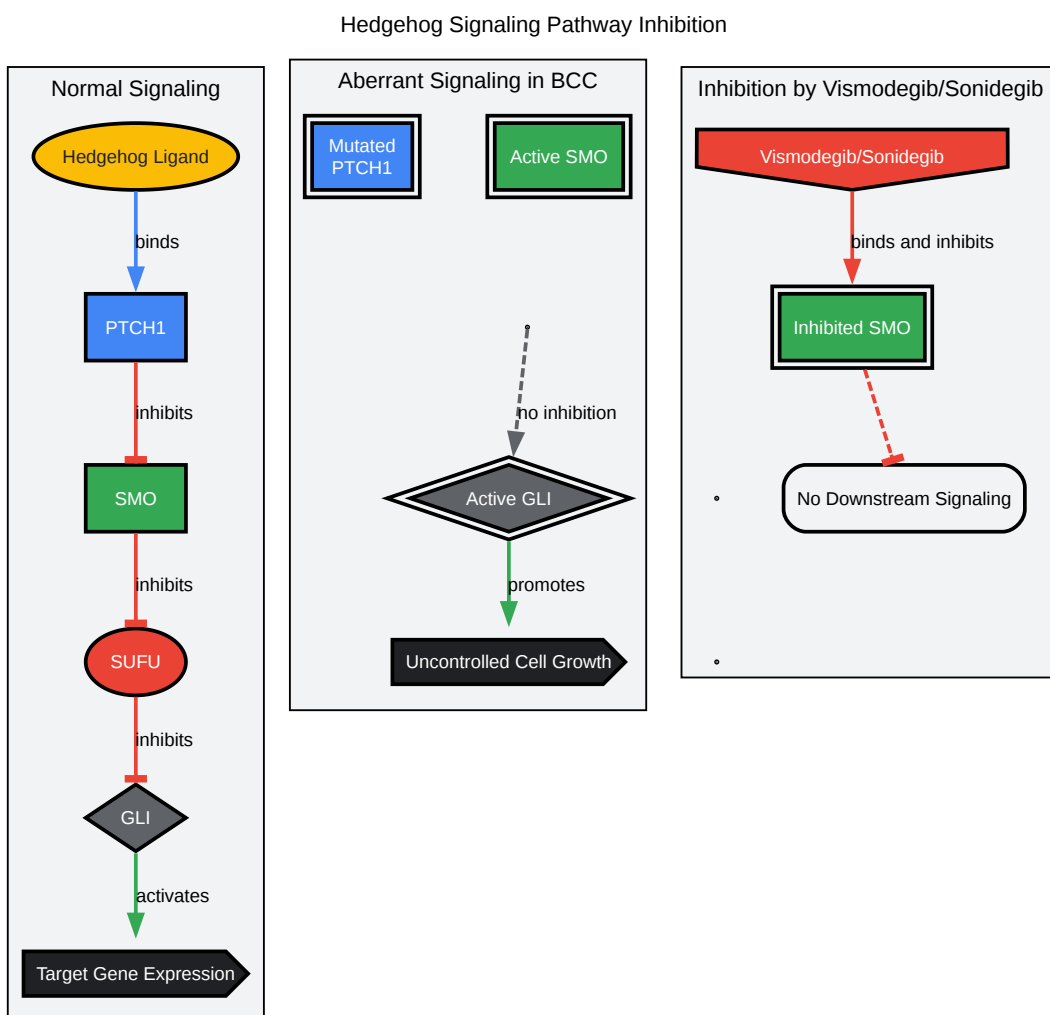 Hedgehog Signaling Pathway Inhibition
Normal Signaling
Hedgehog Ligand
binds
PTCH1
inhibits
SMO
inhibits
SUFU
inhibits
GLI
activates
Target Gene Expression
Aberrant Signaling in BCC
Mutated
PTCH1
Active SMO
no inhibition
Active GLI
promotes
Uncontrolled Cell Growth
Inhibition by Vismodegib/Sonidegib
Vismodegib/Sonidegib
binds and inhibits
Inhibited SMO
No Downstream Signaling